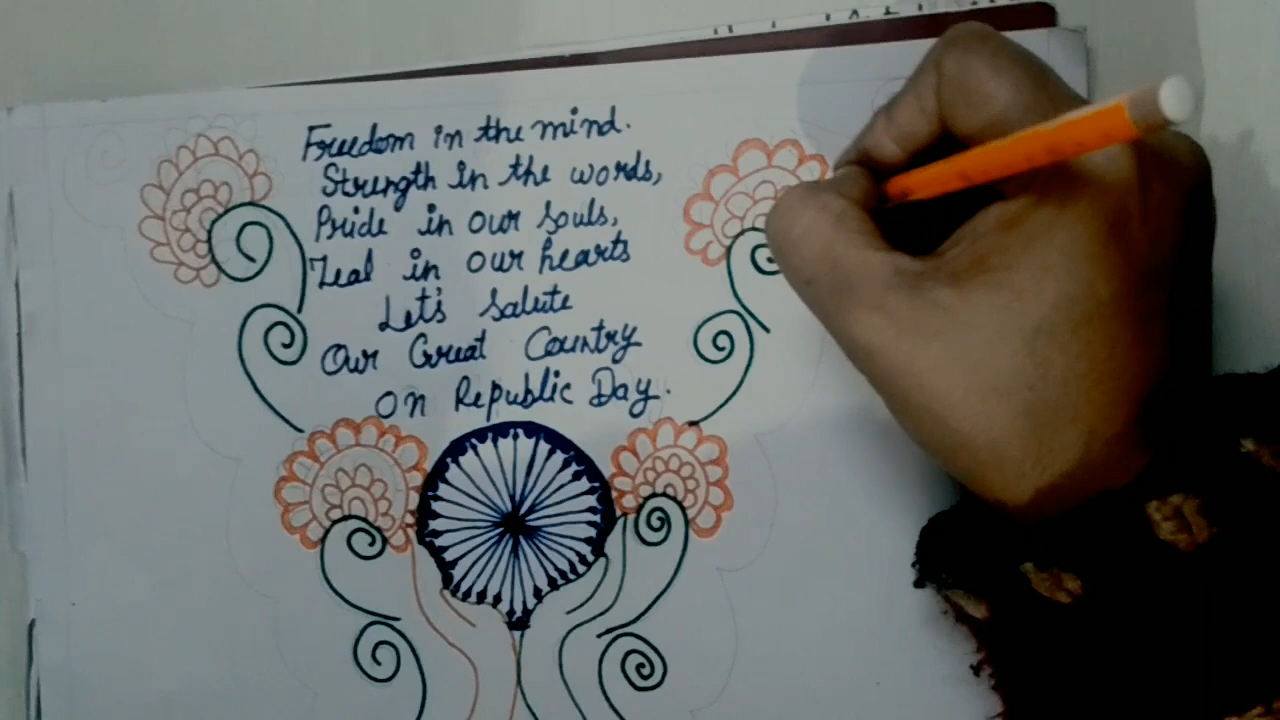 Freedom in the mind.
Strength in the words,
Pride in our souls,
Zeal in our hearts
Let's salute
Our Great Country
on Republic Day.